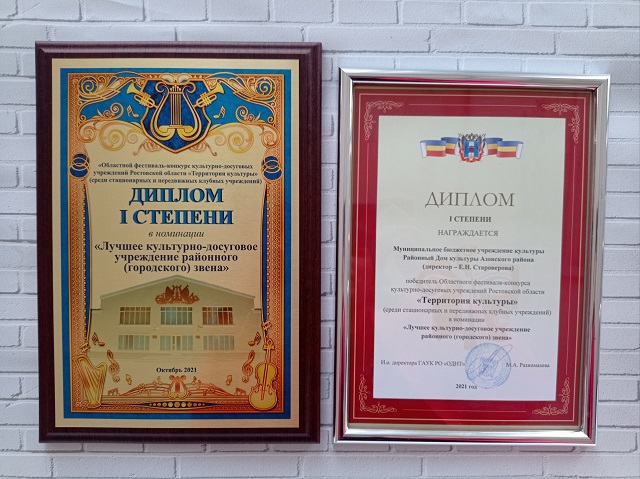 «Областной фестиваль-конкурс культурно-досуговых
учреждений Ростовской области «Территория культуры»
(среди стационарных и передвижных клубных учреждений)
ДИПЛОМ
I СТЕПЕНИ
в номинации
«Лучшее культурно-досуговое
учреждение районного
(городского) звена»
Октябрь 2021
ДИПЛОМ
I СТЕПЕНИ
НАГРАЖДАЕТСЯ
Муниципальное бюджетное учреждение культуры
Районный Дом культуры Азовского района
(директор – Е.Н. Староверова)
победитель Областного фестиваля-конкурса
культурно-досуговых учреждений Ростовской области
«Территория культуры»
(среди стационарных и передвижных клубных учреждений)
в номинации
«Лучшее культурно-досуговое учреждение
районного (городского) звена»
И.о. директора ГАУК РО «ОДНТ» М.А.
2021 год